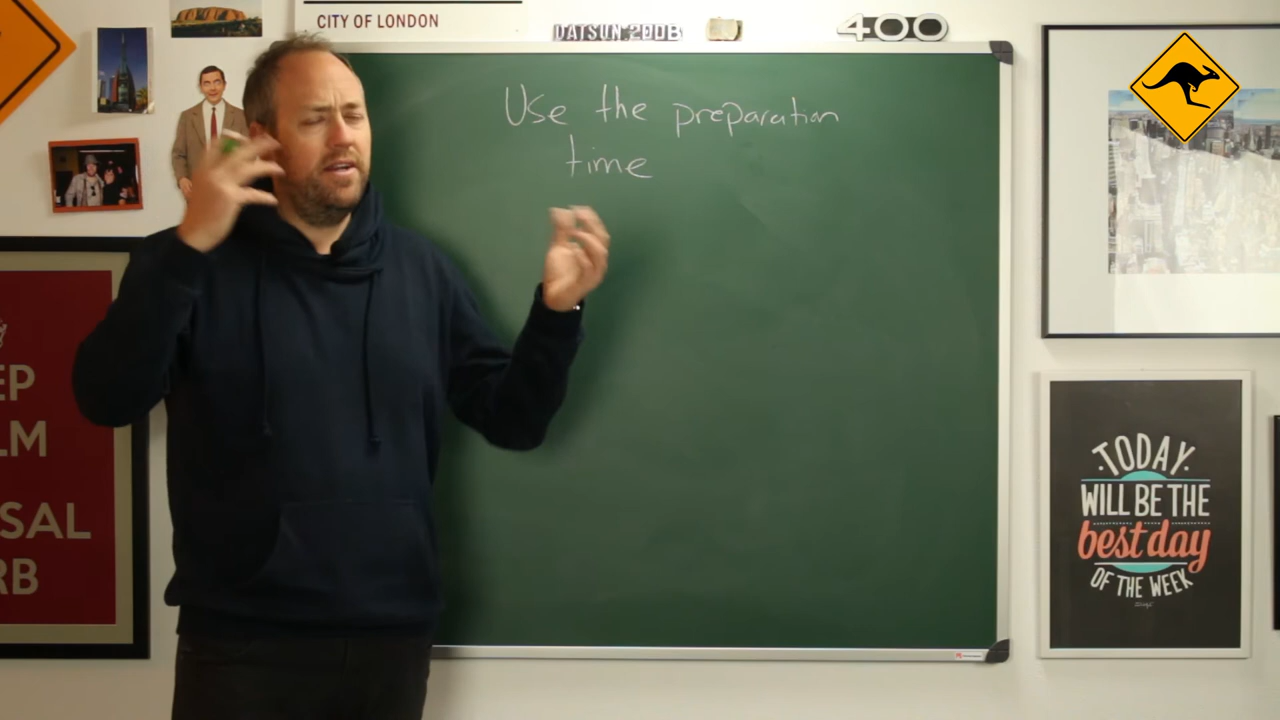 CITY OF LONDON
DATSUN 200B
400
Use the preparation
time
EP
LM
SAL
RB
TODAY
WILL BE THE
best day
OF THE WEEK